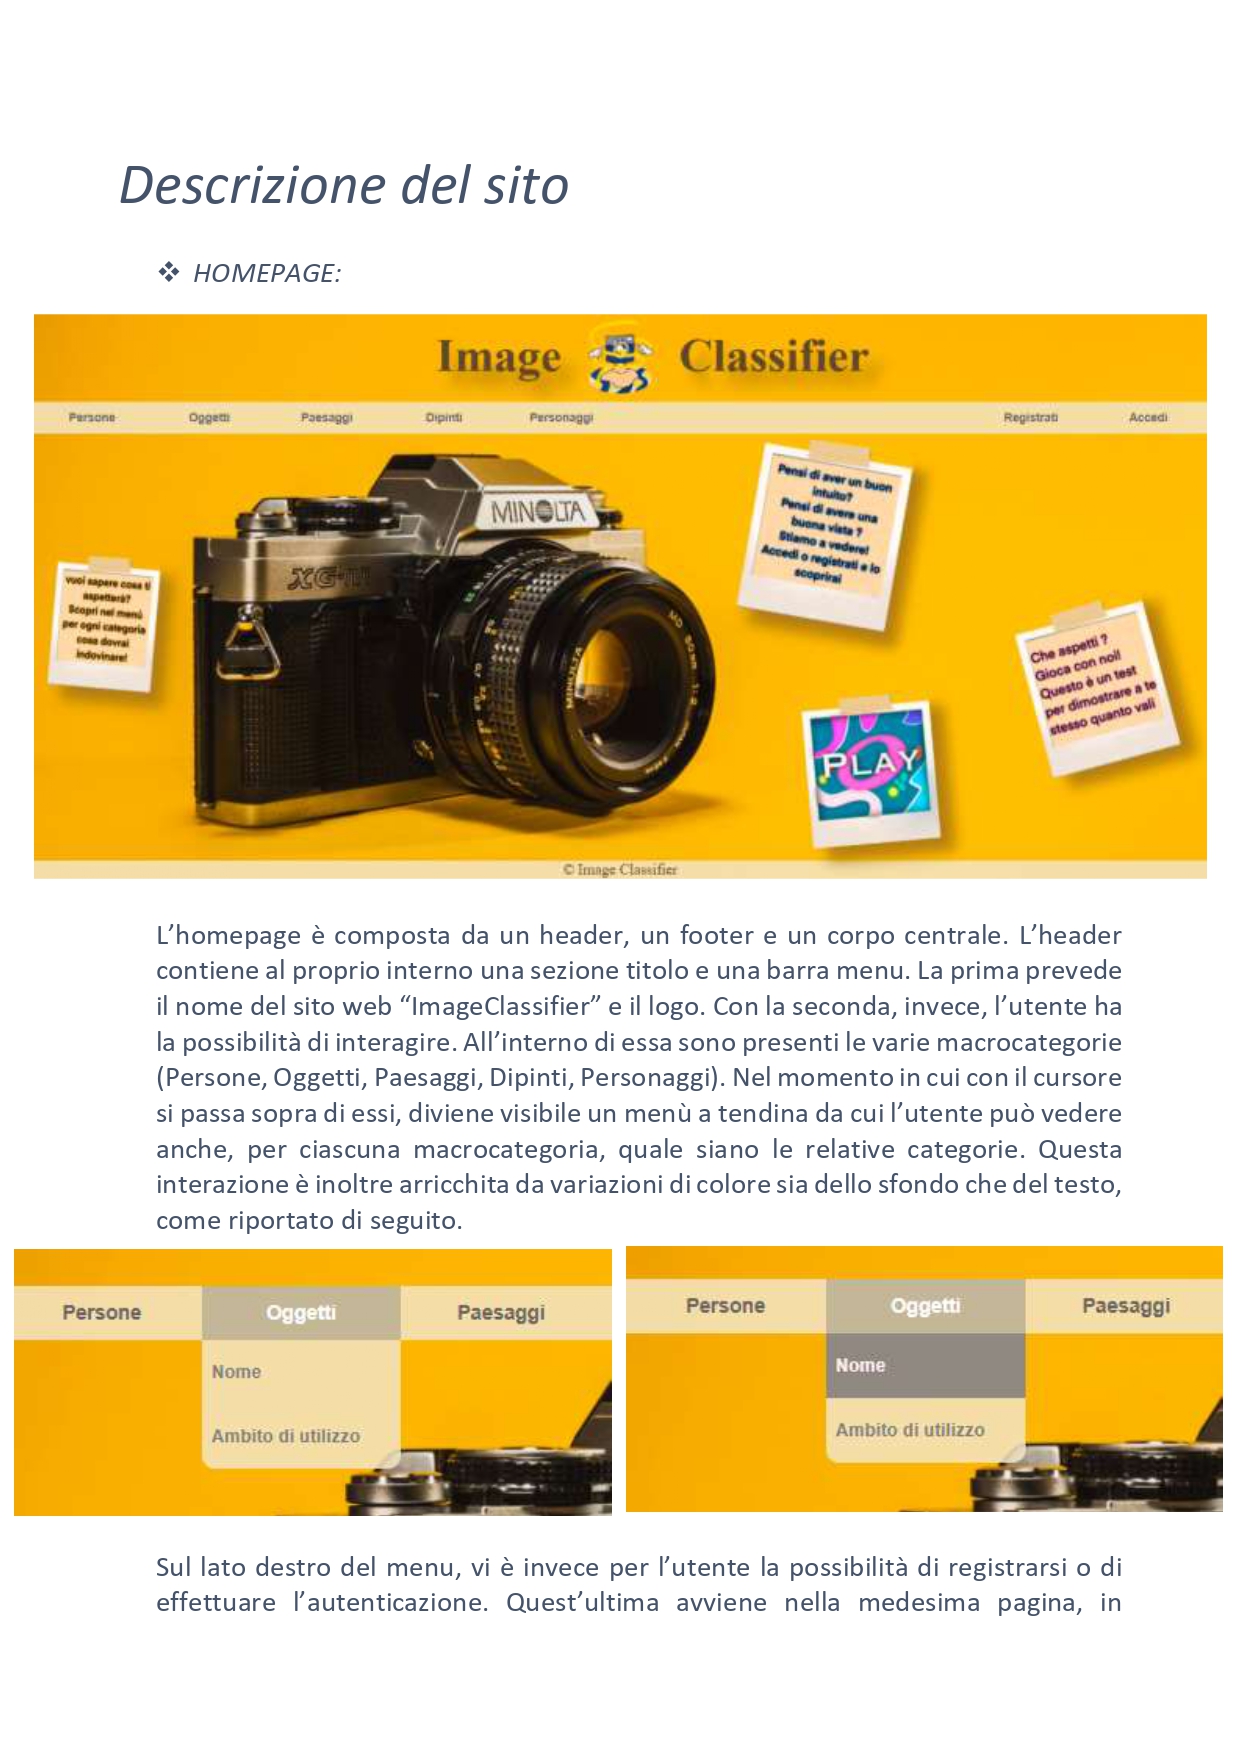 Descrizione del sito
❖ HOMEPAGE:
Image Classifier
Persone Oggetti Paesaggi Dipinti Personaggi Registrati Accedi
Pensi di aver un buon
intuito?
Pensi di avere una
buona vista ?
Stiamo a vedere!
Accedi o registrati e lo
scoprirai
MINOLTA
XG-M
vuoi sapere cosa ti
aspetterà?
Scopri nel menù
per ogni categoria
cosa dovrai
indovinare!
MD 50mm
MINOLTA
Che aspetti ?
Gioca con noi!
Questo è un test
per dimostrare a te
stesso quanto vali
PLAY
© Image Classifier
L’homepage è composta da un header, un footer e un corpo centrale. L’header
contiene al proprio interno una sezione titolo e una barra menu. La prima prevede
il nome del sito web “ImageClassifier” e il logo. Con la seconda, invece, l’utente ha
la possibilità di interagire. All’interno di essa sono presenti le varie macrocategorie
(Persone, Oggetti, Paesaggi, Dipinti, Personaggi). Nel momento in cui con il cursore
si passa sopra di essi, diviene visibile un menù a tendina da cui l’utente può vedere
anche, per ciascuna macrocategoria, quale siano le relative categorie. Questa
interazione è inoltre arricchita da variazioni di colore sia dello sfondo che del testo,
come riportato di seguito.
Persone Oggetti Paesaggi
Nome
Ambito di utilizzo
Persone Oggetti Paesaggi
Nome
Ambito di utilizzo
Sul lato destro del menu, vi è invece per l’utente la possibilità di registrarsi o di
effettuare l’autenticazione. Quest’ultima avviene nella medesima pagina, in